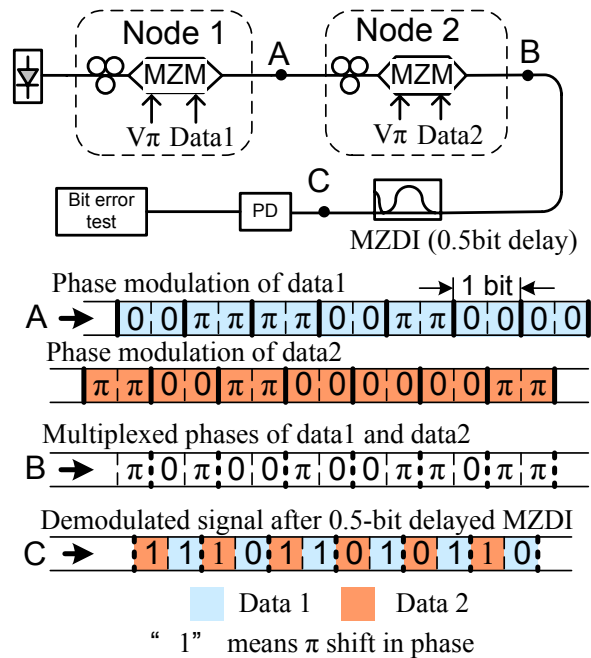 Node 1
Node 2
A
B
MZM
MZM
Vπ Data1
Vπ Data2
C
Bit error
test
PD
MZDI (0.5bit delay)
Phase modulation of data1
1 bit
A
0 0 π π π π 0 0 π π 0 0 0 0
Phase modulation of data2
π π 0 0 π π 0 0 0 0 0 0 π π
Multiplexed phases of data1 and data2
B
π 0 π 0 0 π 0 0 π π 0 π π
Demodulated signal after 0.5-bit delayed MZDI
C
1 1 1 0 1 1 0 1 0 1 1 0
Data 1
Data 2
“ 1” means π shift in phase